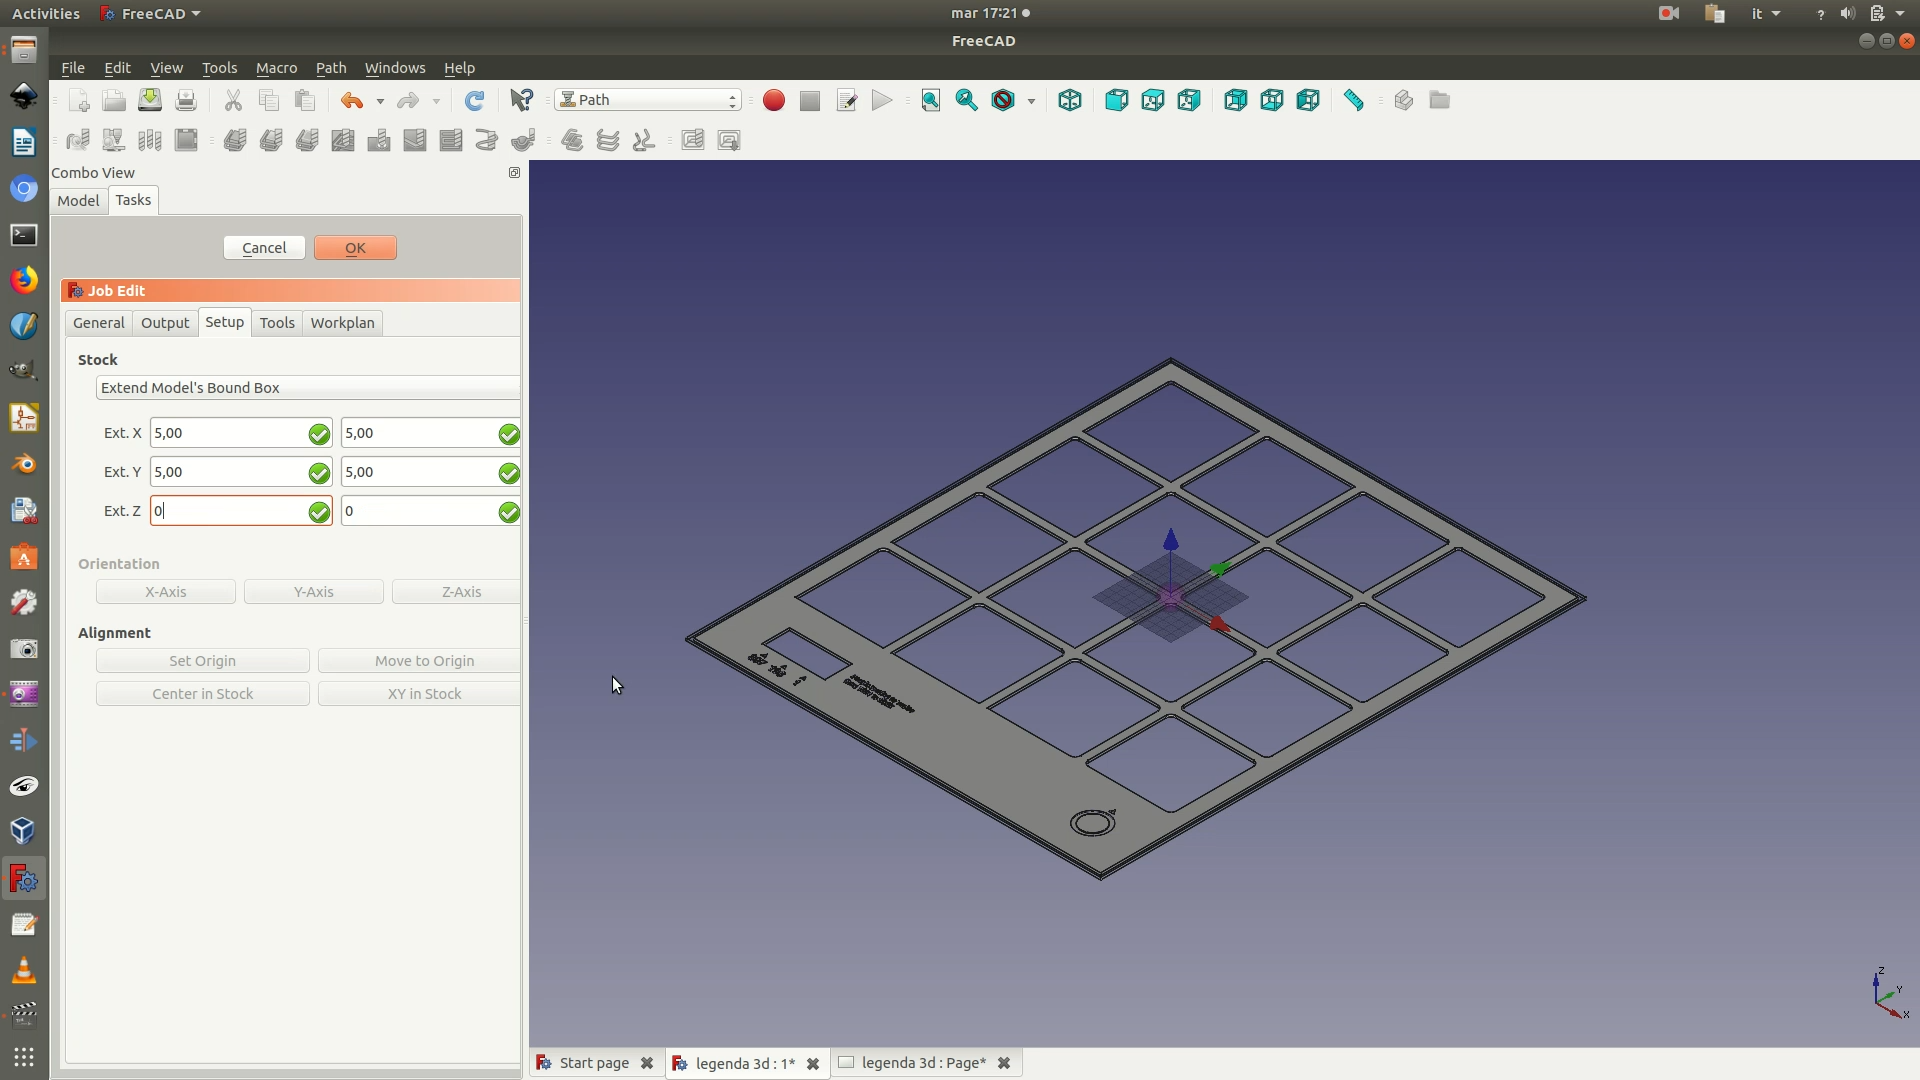 Activities FreeCAD mar 17:21 it ?
FreeCAD
File Edit View Tools Macro Path Windows Help
Path
Combo View
Model Tasks
Cancel OK
Job Edit
General Output Setup Tools Workplan
Stock
Extend Model's Bound Box
Ext. X 5,00 5,00
Ext. Y 5,00 5,00
Ext. Z 0 0
Orientation
X-Axis Y-Axis Z-Axis
Alignment
Set Origin Move to Origin
Center in Stock XY in Stock
Z
Y
X
Start page legenda 3d : 1* legenda 3d : Page*